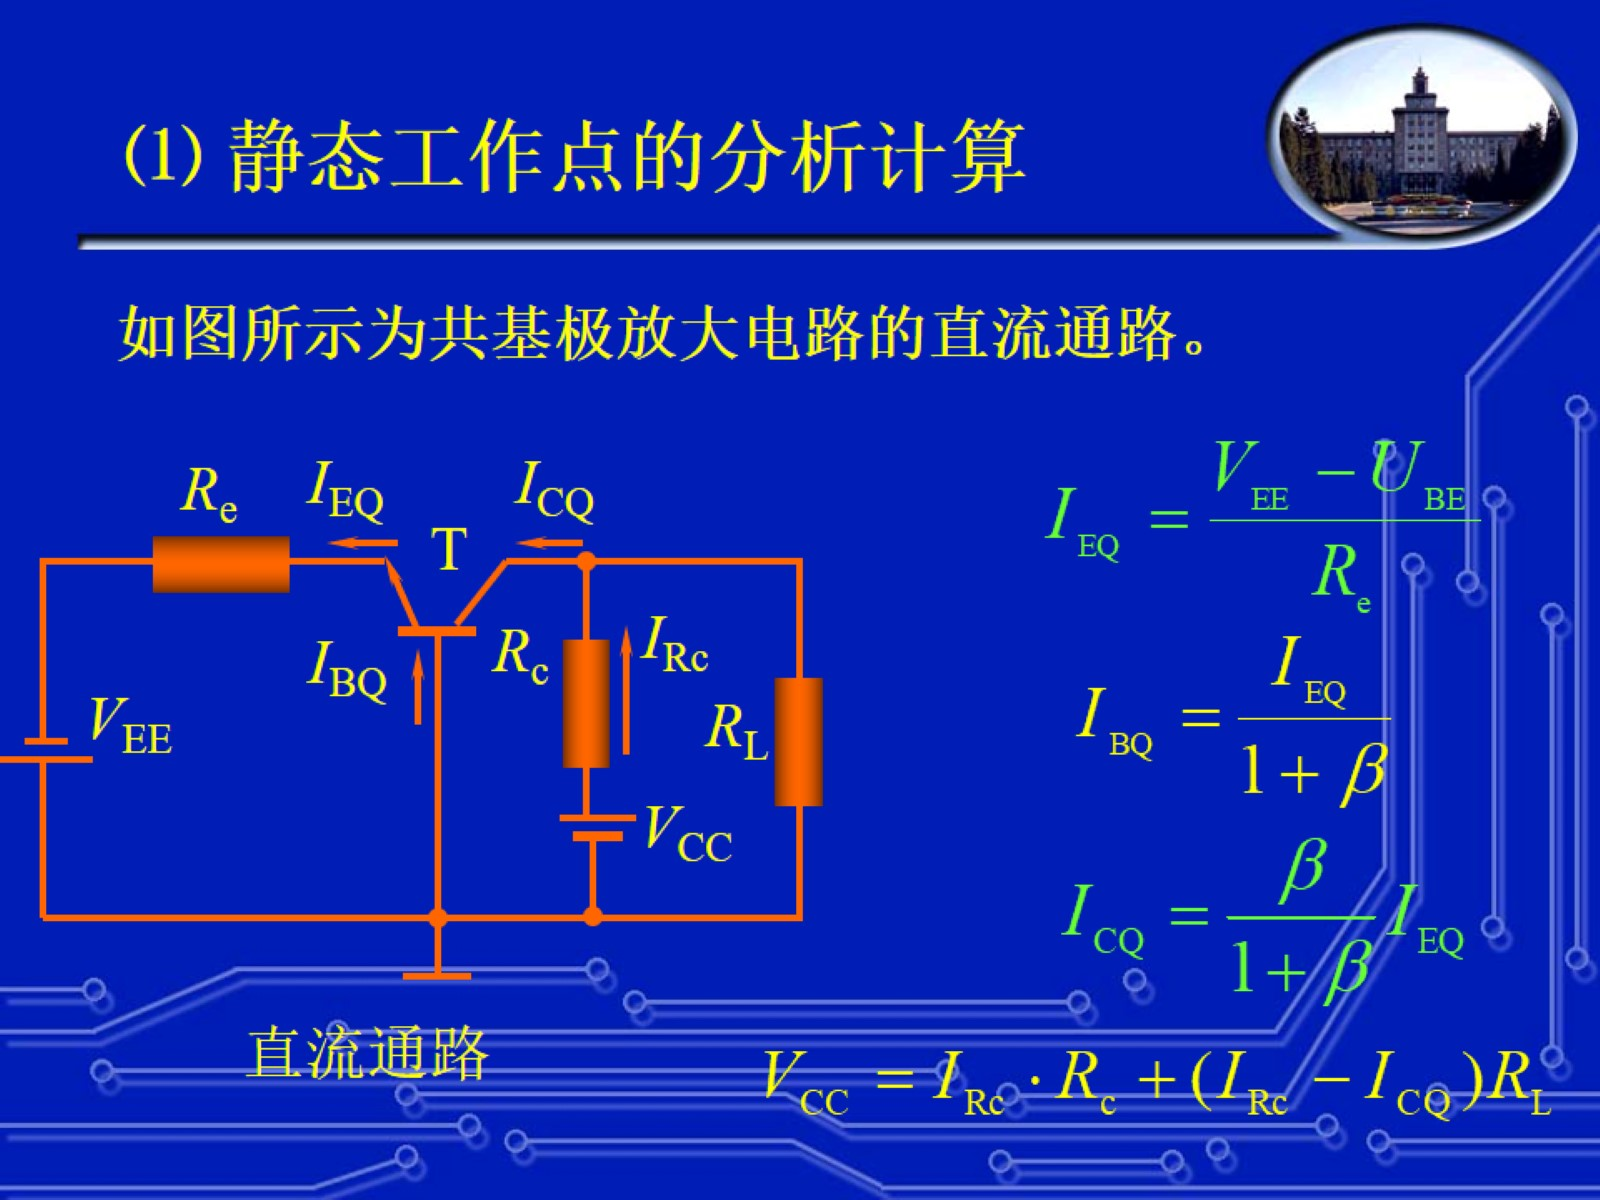 (1) 静态工作点的分析计算
如图所示为共基极放大电路的直流通路。
Re
IEQ
T
ICQ
IBQ
Rc
IRc
VEE
RL
VCC
直流通路
IEQ = (VEE − UBE) / Re
IBQ = IEQ / (1 + β)
ICQ = β / (1 + β) IEQ
VCC = IRc · Rc + (IRc − ICQ)RL